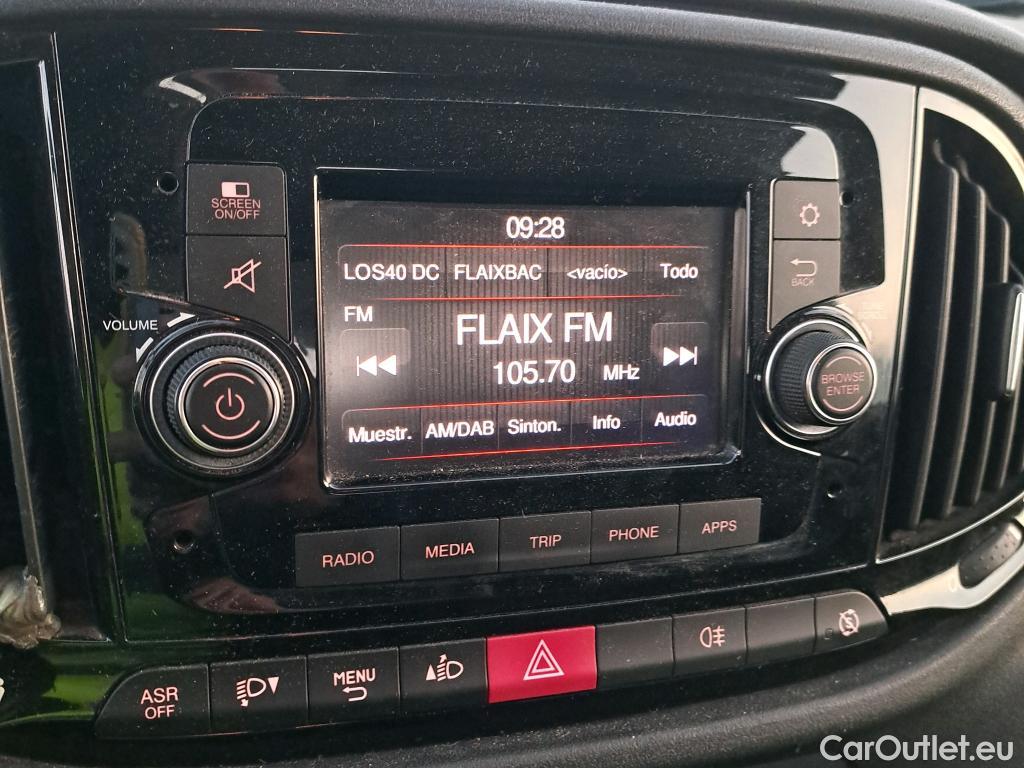 SCREEN
ON/OFF
09:28
LOS40 DC FLAIXBAC <vacío> Todo
BACK
VOLUME
FM
FLAIX FM
105.70 MHz
BROWSE
ENTER
Muestr. AM/DAB Sinton. Info Audio
RADIO MEDIA TRIP PHONE APPS
ASR
OFF
MENU
CarOutlet.eu